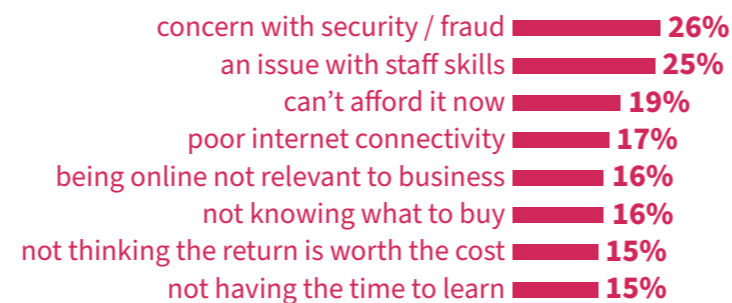 concern with security / fraud 26%
an issue with staff skills 25%
can't afford it now 19%
poor internet connectivity 17%
being online not relevant to business 16%
not knowing what to buy 16%
not thinking the return is worth the cost 15%
not having the time to learn 15%